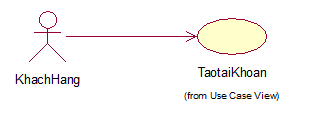 KhachHang
TaotaiKhoan
(from Use Case View)